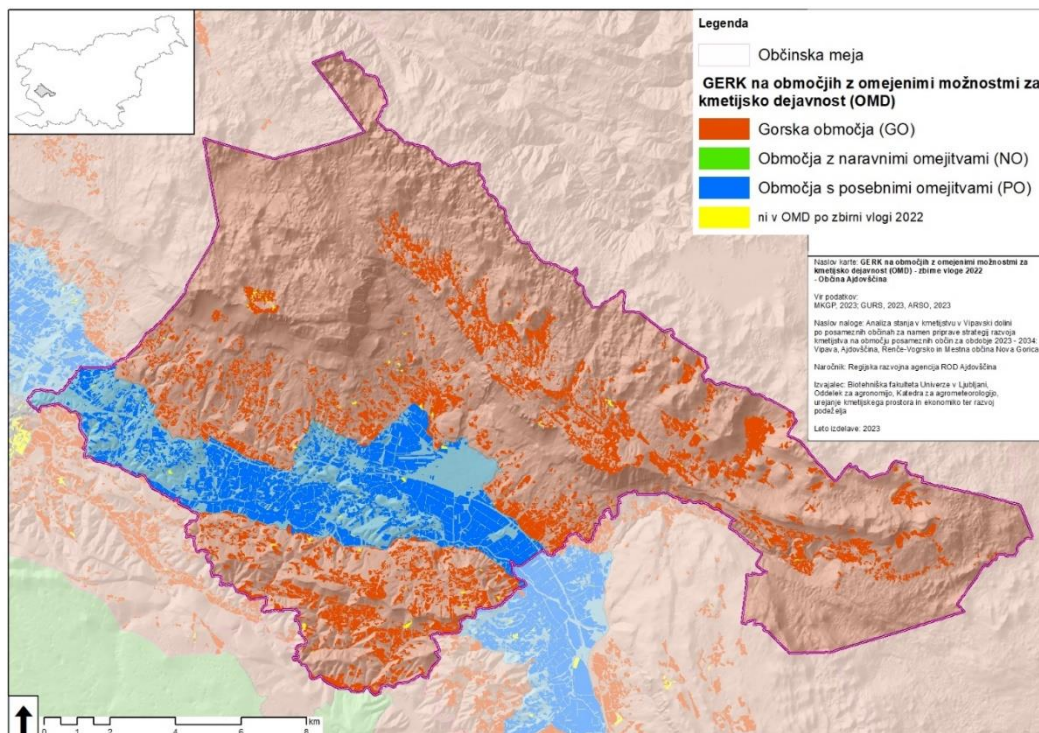 Legenda
Občinska meja
GERK na območjih z omejenimi možnostmi za
kmetijsko dejavnost (OMD)
Gorska območja (GO)
Območja z naravnimi omejitvami (NO)
Območja s posebnimi omejitvami (PO)
ni v OMD po zbirni vlogi 2022
Naslov karte: GERK na območjih z omejenimi možnostmi za
kmetijsko dejavnost (OMD) - zbirne vloge 2022
- Občina Ajdovščina
Vir podatkov:
MKGP, 2023; GURS, 2023, ARSO, 2023
Naslov naloge: Analiza stanja v kmetijstvu v Vipavski dolini
po posameznih občinah za namen priprave strategij razvoja
kmetijstva na območju posameznih občin za obdobje 2023 - 2034:
Vipava, Ajdovščina, Renče-Vogrsko in Mestna občina Nova Gorica
Naročnik: Regijska razvojna agencija ROD Ajdovščina
Izvajalec: Biotehniška fakulteta Univerze v Ljubljani,
Oddelek za agronomijo, Katedra za agrometeorologijo,
urejanje kmetijskega prostora in ekonomiko ter razvoj
podeželja
Leto izdelave: 2023
km
0 2 4 6 8